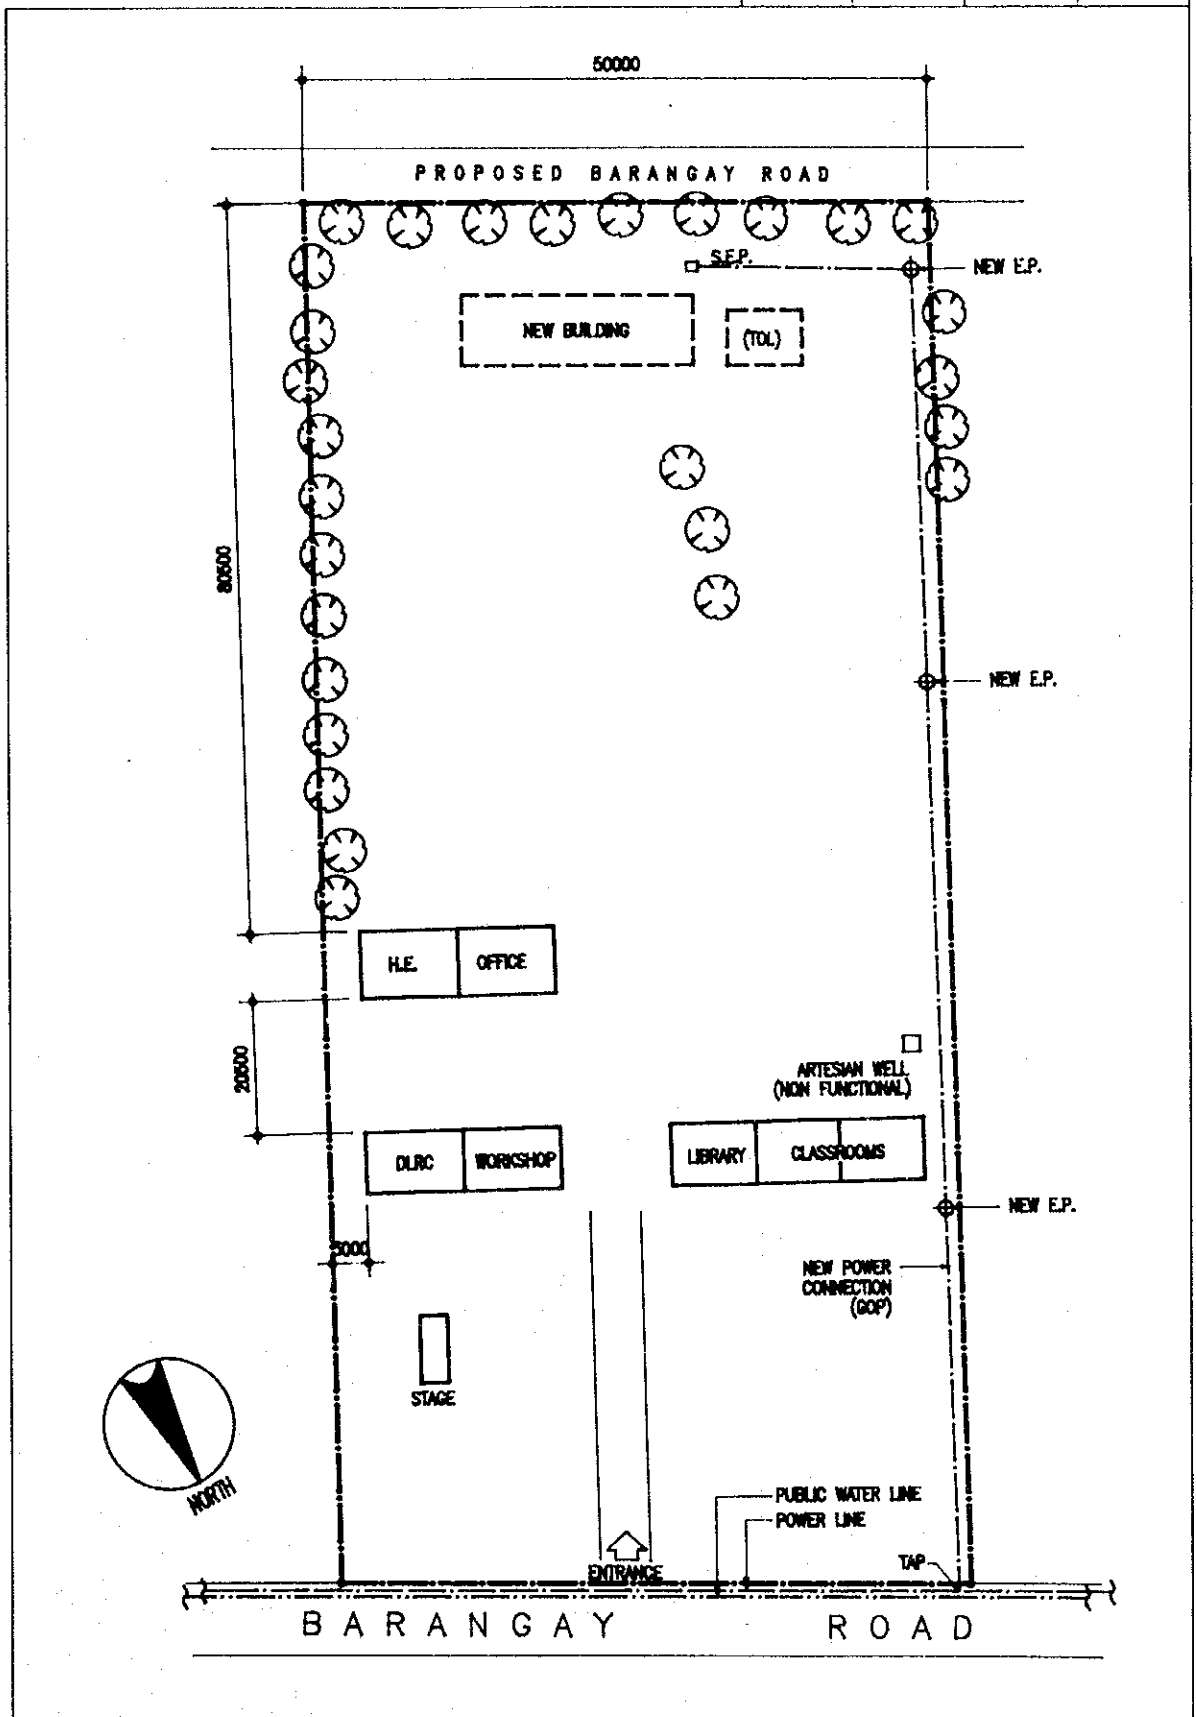 50000
PROPOSED BARANGAY ROAD
S.E.P.
NEW E.P.
NEW BUILDING
(TOL)
80500
NEW E.P.
H.E.
OFFICE
20500
ARTESIAN WELL
(NON FUNCTIONAL)
DLRC
WORKSHOP
LIBRARY
CLASSROOMS
NEW E.P.
3000
NEW POWER
CONNECTION
(GOP)
STAGE
NORTH
PUBLIC WATER LINE
POWER LINE
ENTRANCE
TAP
BARANGAY ROAD